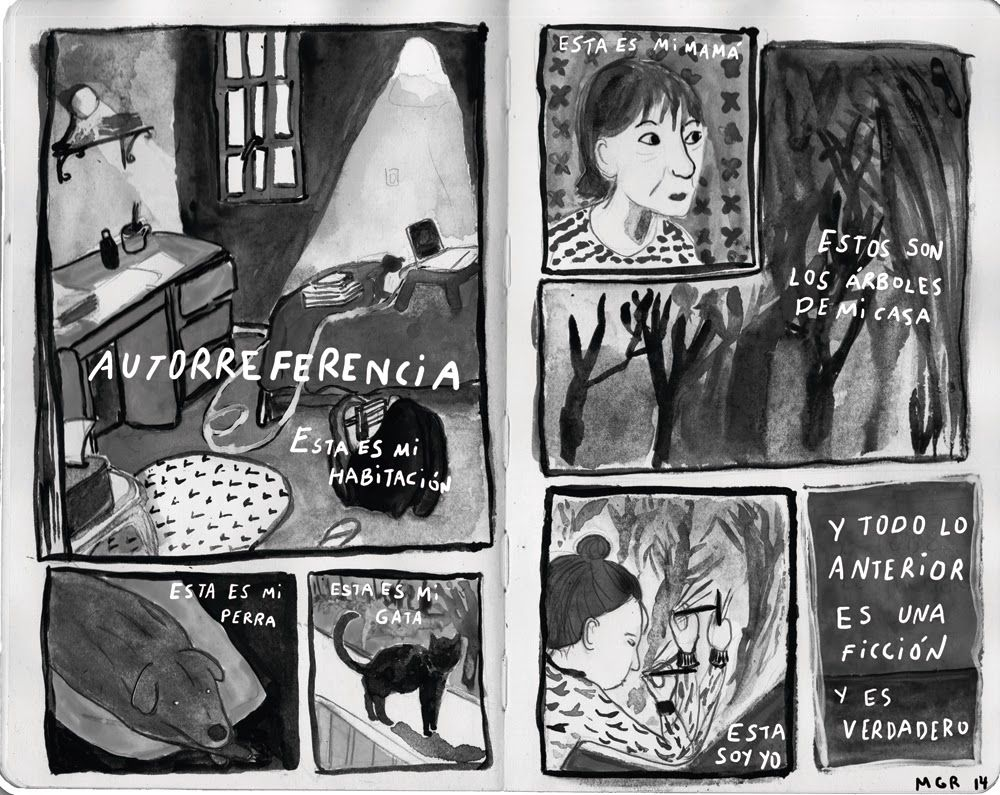 AUTORREFERENCIA
ESTA ES MI
HABITACIÓN
ESTA ES MI
PERRA
ESTA ES MI
GATA
ESTA ES MI MAMÁ
ESTOS SON
LOS ÁRBOLES
DE MI CASA
ESTA
SOY YO
Y TODO LO
ANTERIOR
ES UNA
FICCIÓN
Y ES
VERDADERO
MGR 14